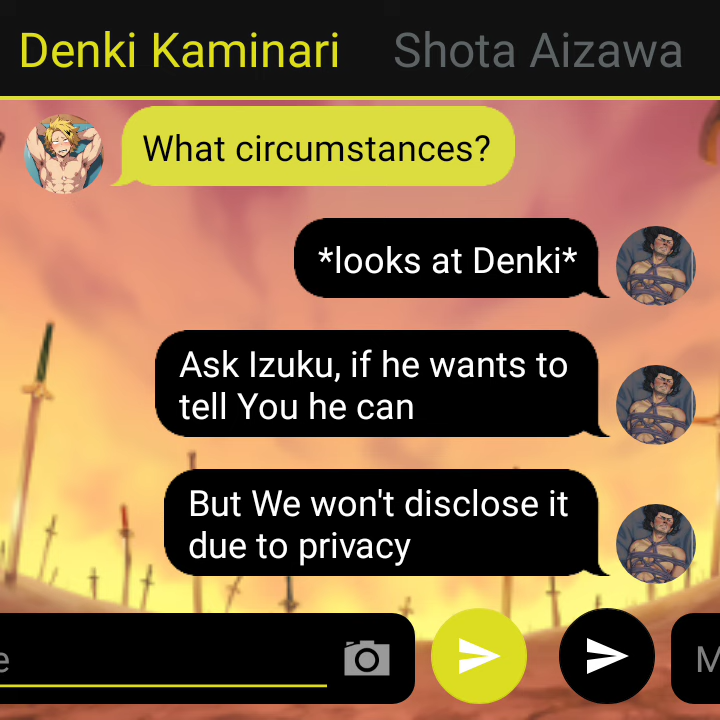 Denki Kaminari Shota Aizawa
What circumstances?
*looks at Denki*
Ask Izuku, if he wants to
tell You he can
But We won't disclose it
due to privacy
e
M